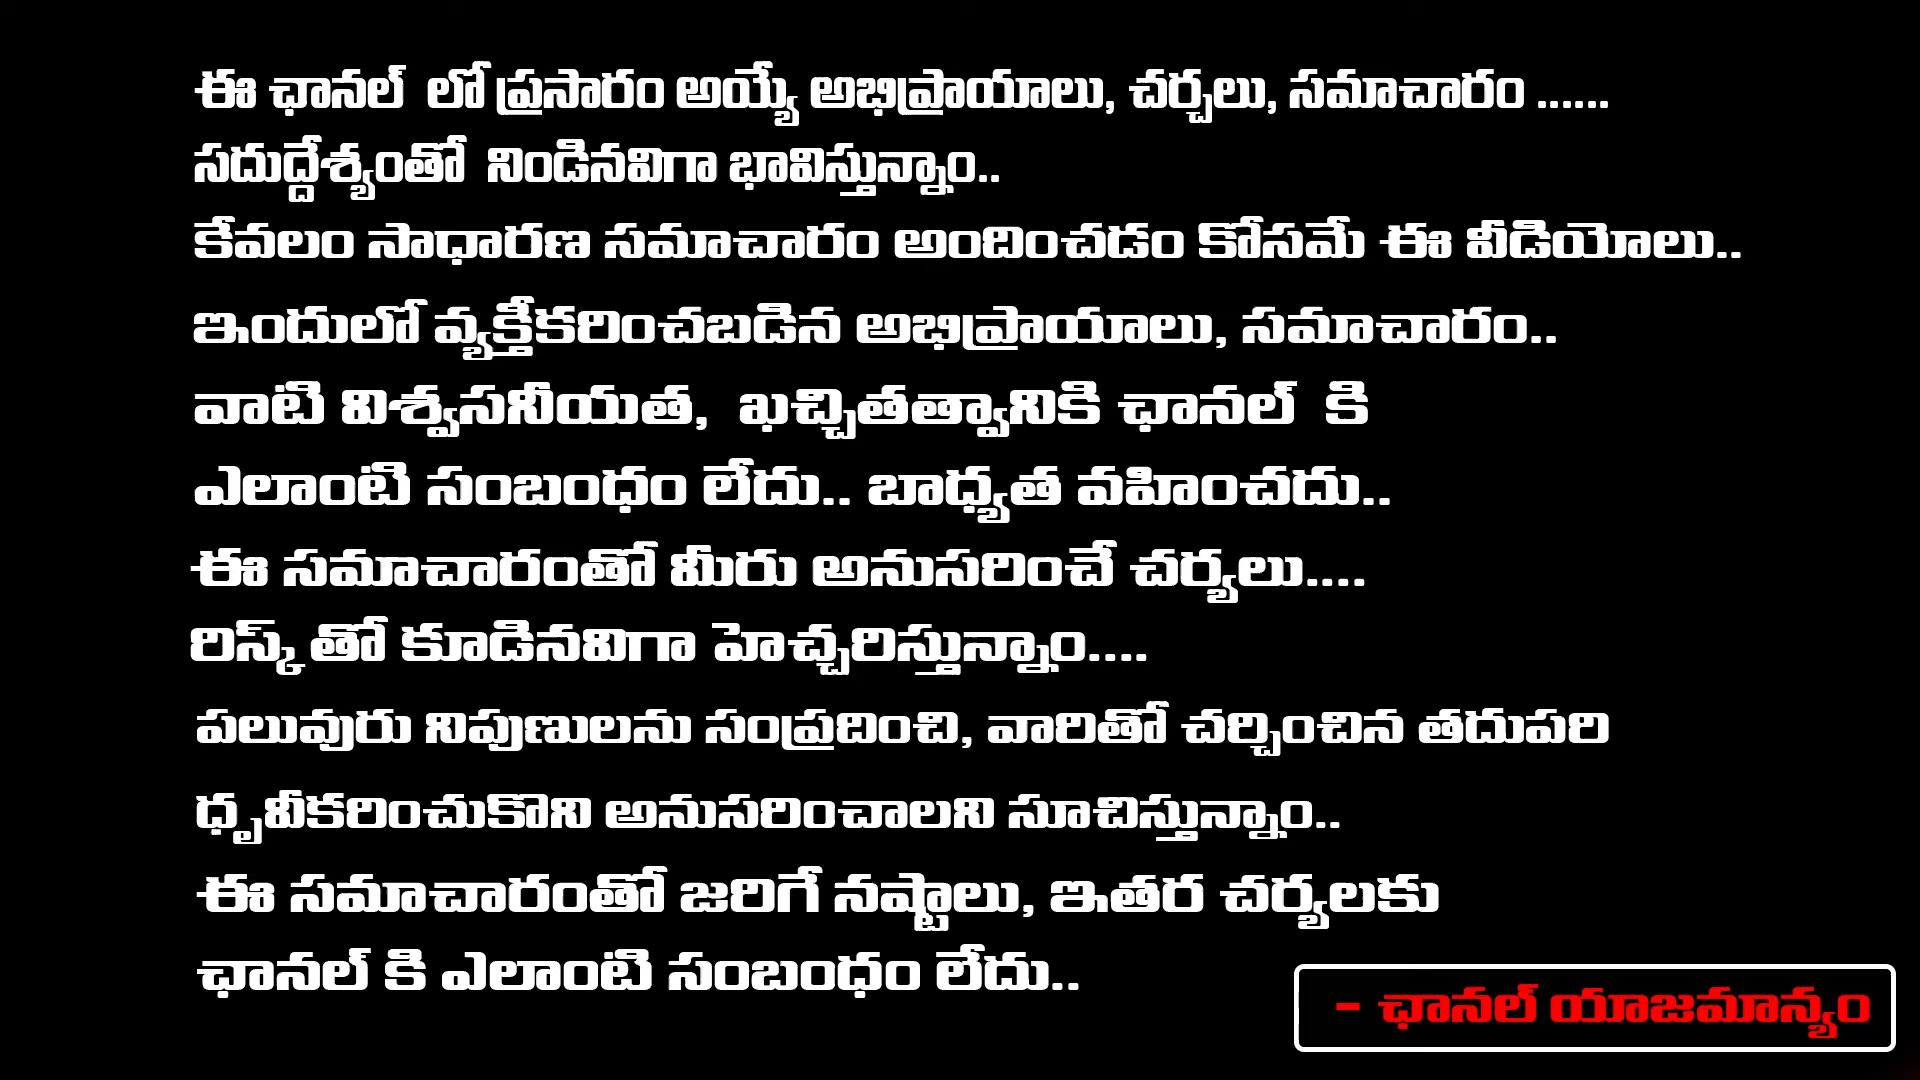 ఈ ఛానల్ లో ప్రసారం అయ్యే అభిప్రాయాలు, చర్చలు, సమాచారం ......
సదుద్దేశ్యంతో నిండినవిగా భావిస్తున్నాం..
కేవలం సాధారణ సమాచారం అందించడం కోసమే ఈ వీడియోలు..
ఇందులో వ్యక్తీకరించబడిన అభిప్రాయాలు, సమాచారం..
వాటి విశ్వసనీయత, ఖచ్చితత్వానికి ఛానల్ కి
ఎలాంటి సంబంధం లేదు.. బాధ్యత వహించదు..
ఈ సమాచారంతో మీరు అనుసరించే చర్యలు....
రిస్క్ తో కూడినవిగా హెచ్చరిస్తున్నాం....
పలువురు నిపుణులను సంప్రదించి, వారితో చర్చించిన తదుపరి
ధృవీకరించుకొని అనుసరించాలని సూచిస్తున్నాం..
ఈ సమాచారంతో జరిగే నష్టాలు, ఇతర చర్యలకు
ఛానల్ కి ఎలాంటి సంబంధం లేదు..
- ఛానల్ యాజమాన్యం